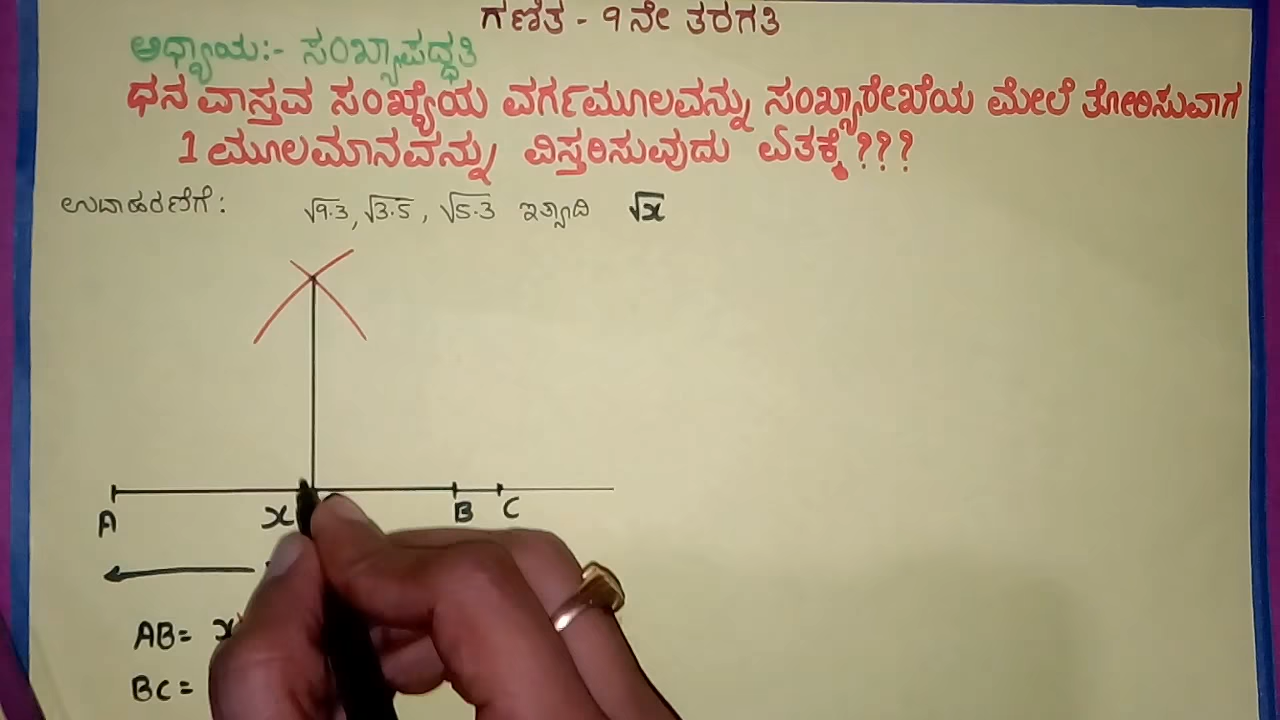 ಗಣಿತ - ೯ನೇ ತರಗತಿ
ಅಧ್ಯಾಯ:- ಸಂಖ್ಯಾಪದ್ಧತಿ
ಧನ ವಾಸ್ತವ ಸಂಖ್ಯೆಯ ವರ್ಗಮೂಲವನ್ನು ಸಂಖ್ಯಾರೇಖೆಯ ಮೇಲೆ ತೋರಿಸುವಾಗ
1 ಮೂಲಮಾನವನ್ನು ವಿಸ್ತರಿಸುವುದು ಏತಕ್ಕೆ???
ಉದಾಹರಣೆಗೆ: √9.3, √3.5, √5.3 ಇತ್ಯಾದಿ √x
A x B C
AB= x
BC=